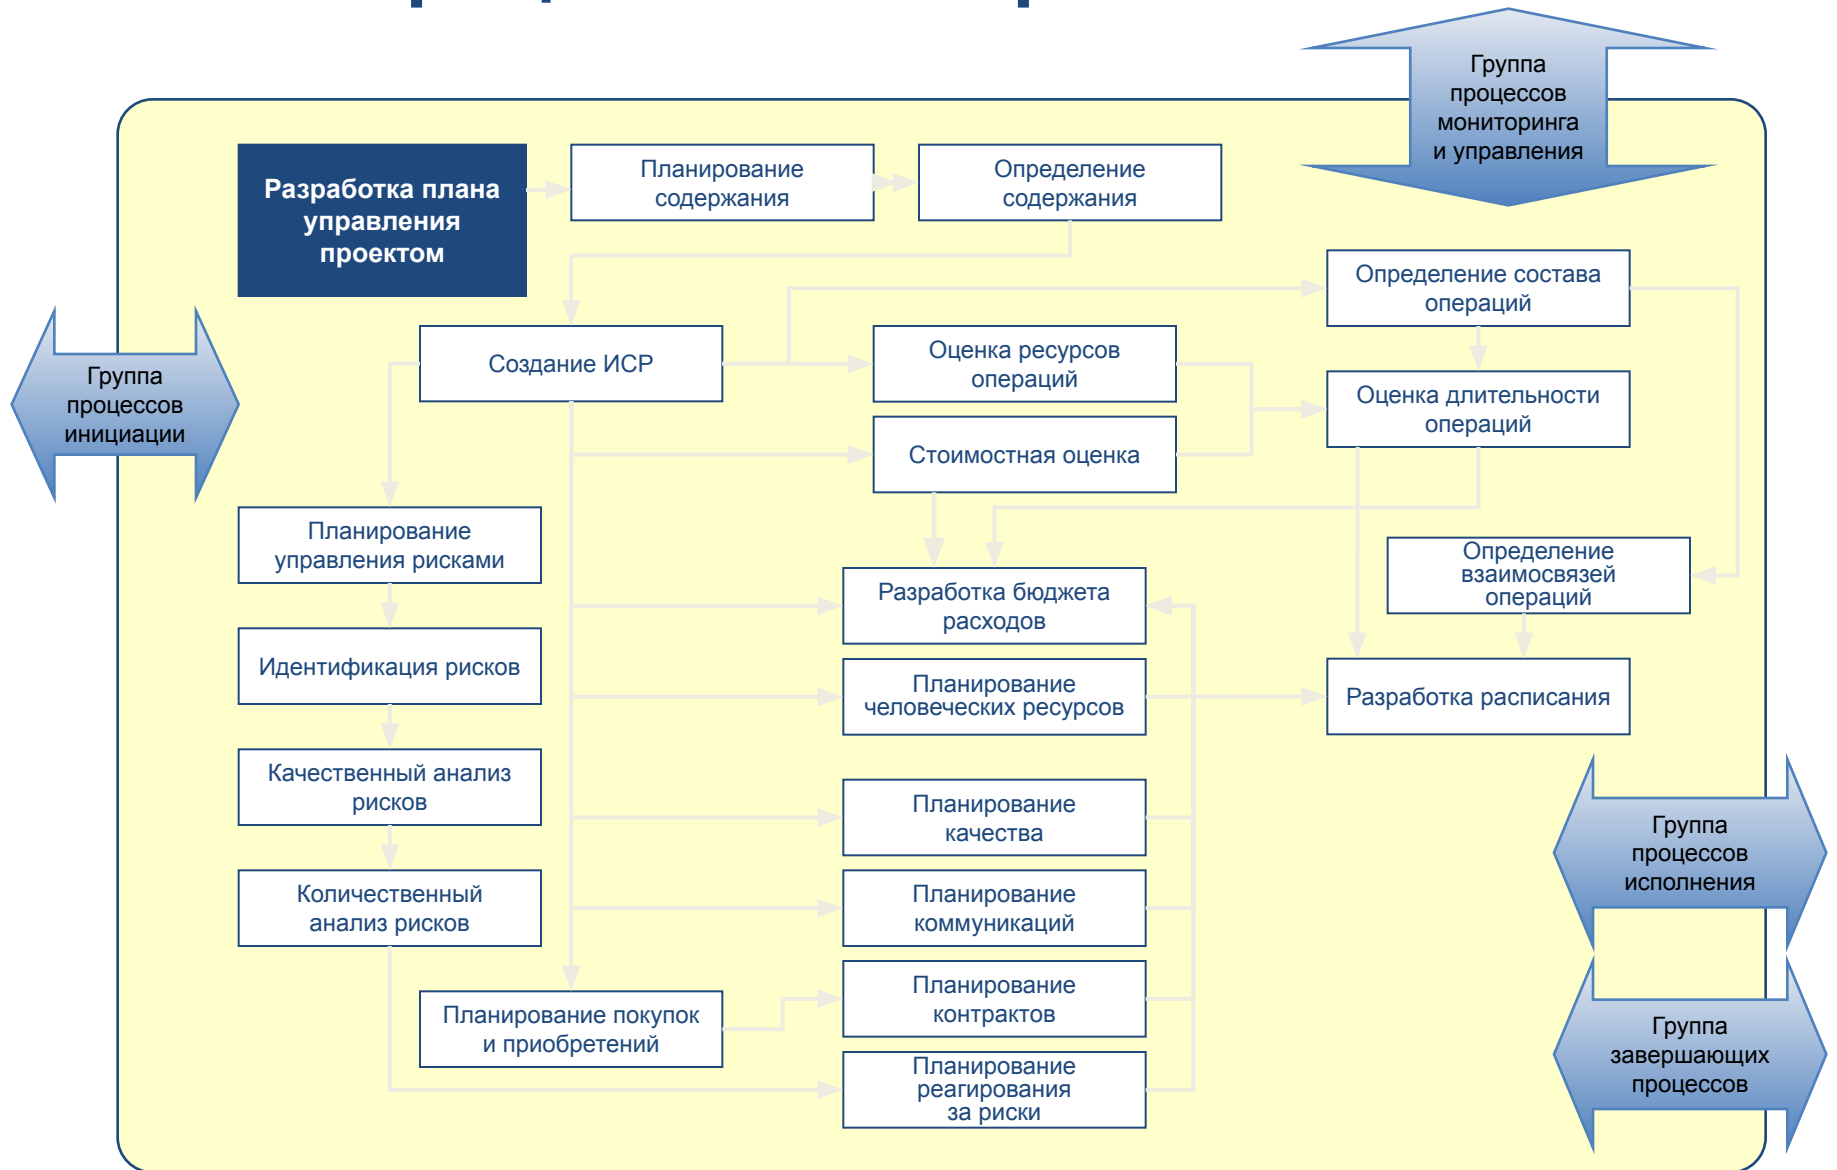 Группа
процессов
мониторинга
и управления
Разработка плана
управления
проектом
Планирование
содержания
Определение
содержания
Определение состава
операций
Создание ИСР
Оценка ресурсов
операций
Группа
процессов
инициации
Оценка длительности
операций
Стоимостная оценка
Планирование
управления рисками
Определение
взаимосвязей
операций
Разработка бюджета
расходов
Идентификация рисков
Планирование
человеческих ресурсов
Разработка расписания
Качественный анализ
рисков
Планирование
качества
Группа
процессов
исполнения
Количественный
анализ рисков
Планирование
коммуникаций
Планирование покупок
и приобретений
Планирование
контрактов
Группа
завершающих
процессов
Планирование
реагирования
за риски